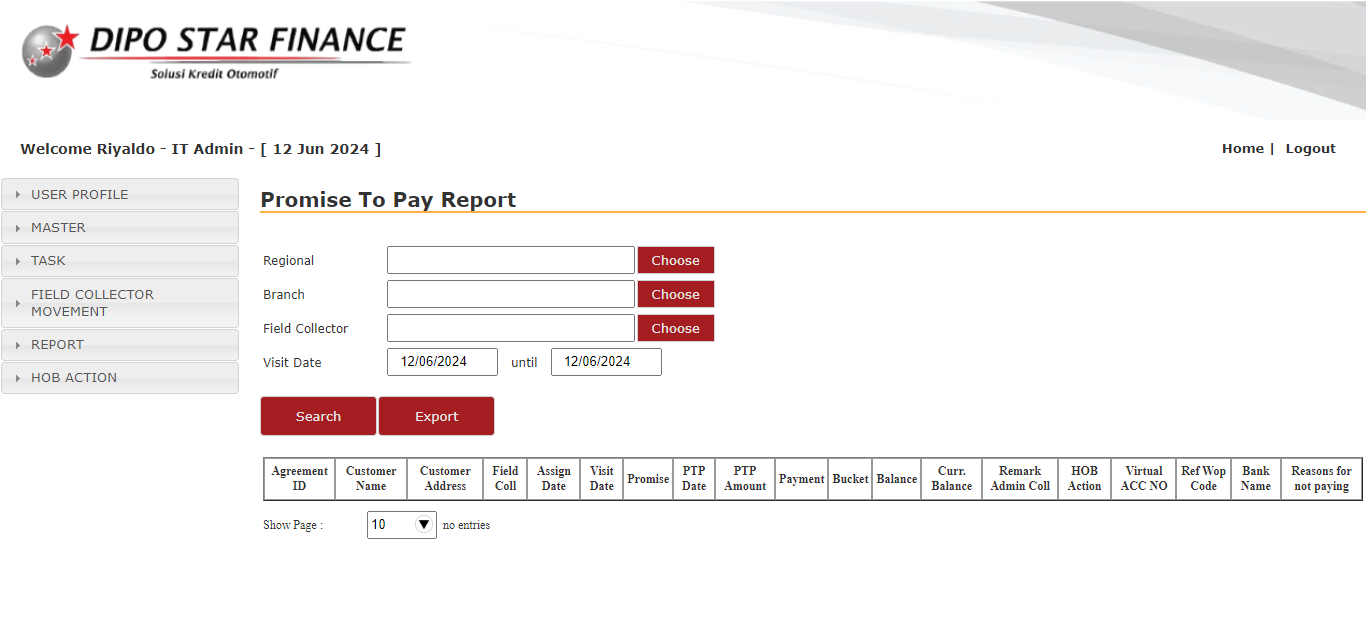 DIPO STAR FINANCE
Solusi Kredit Otomotif
Welcome Riyaldo - IT Admin - [ 12 Jun 2024 ]
Home | Logout
USER PROFILE
MASTER
TASK
FIELD COLLECTOR
MOVEMENT
REPORT
HOB ACTION
Promise To Pay Report
Regional Choose
Branch Choose
Field Collector Choose
Visit Date 12/06/2024 until 12/06/2024
Search Export
Agreement ID Customer Name Customer Address Field Coll Assign Date Visit Date Promise PTP Date PTP Amount Payment Bucket Balance Curr. Balance Remark Admin Coll HOB Action Virtual ACC NO Ref Wop Code Bank Name Reasons for not paying
Show Page : 10 no entries